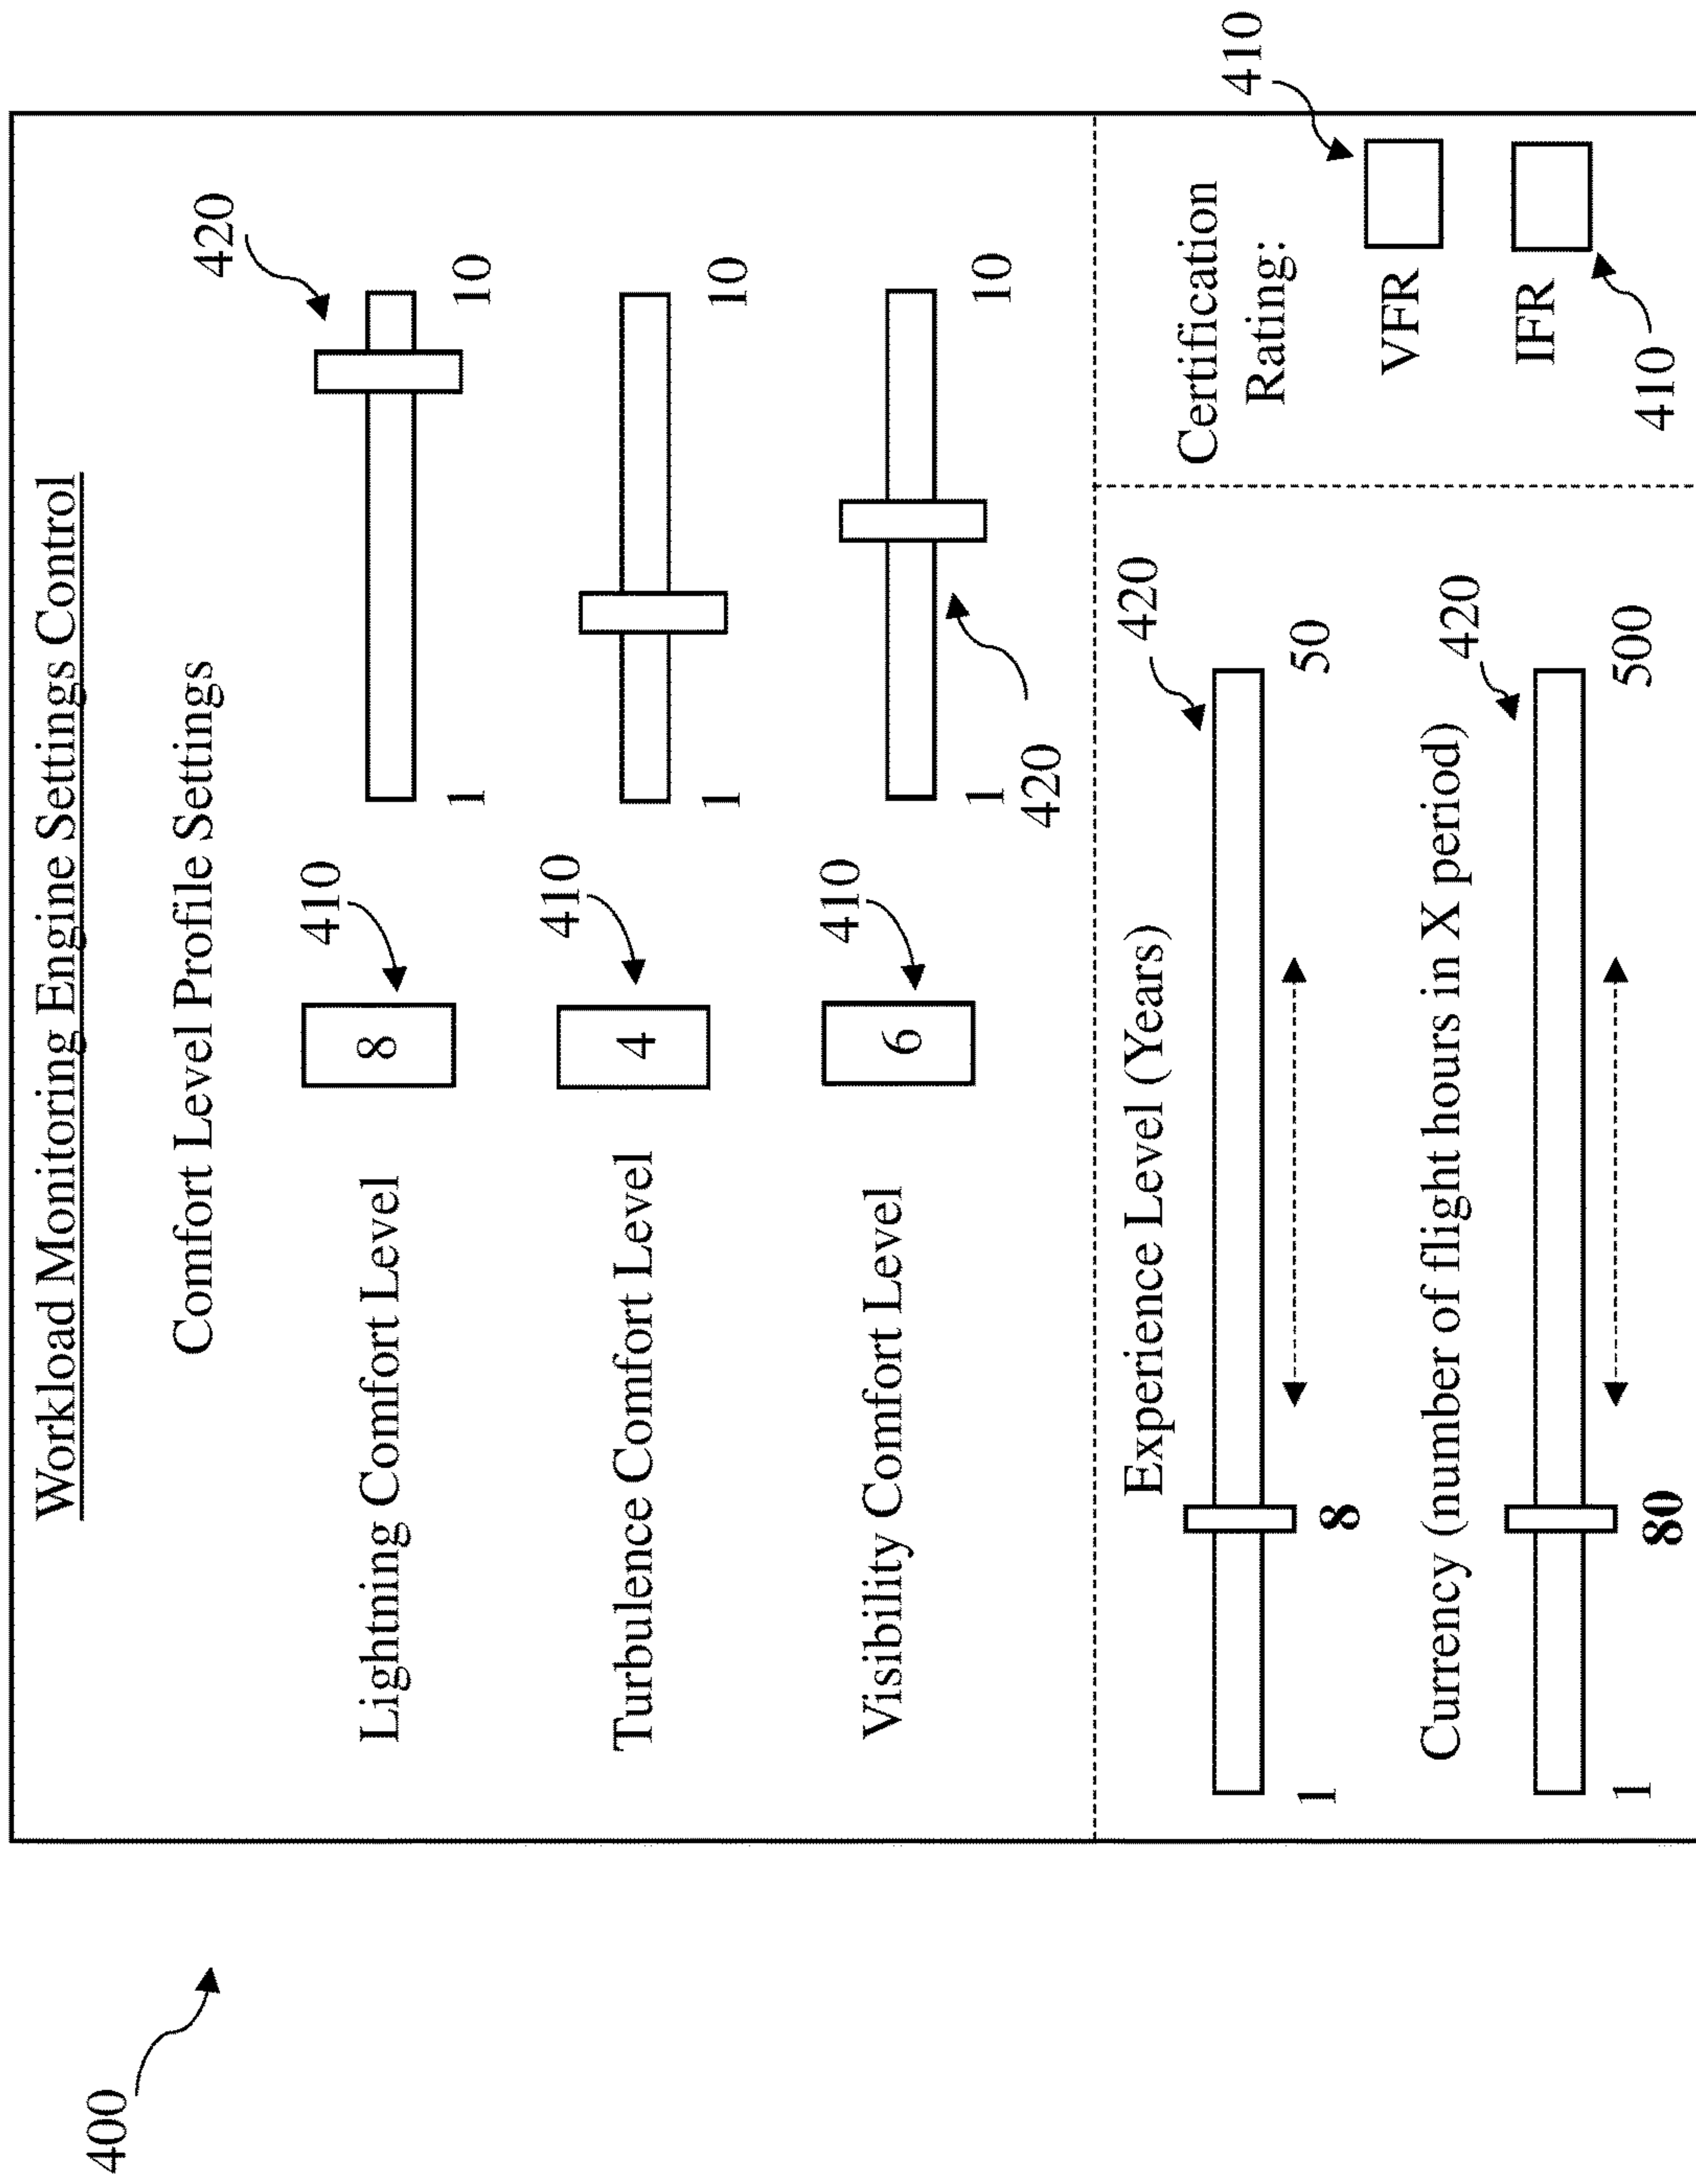 400
Workload Monitoring Engine Settings Control
Comfort Level Profile Settings
420
Lightning Comfort Level
8
410
1
10
Turbulence Comfort Level
4
410
1
10
Visibility Comfort Level
6
410
1
10
420
Experience Level (Years)
420
1
8
50
Currency (number of flight hours in X period)
420
1
80
500
Certification
Rating:
410
VFR
IFR
410